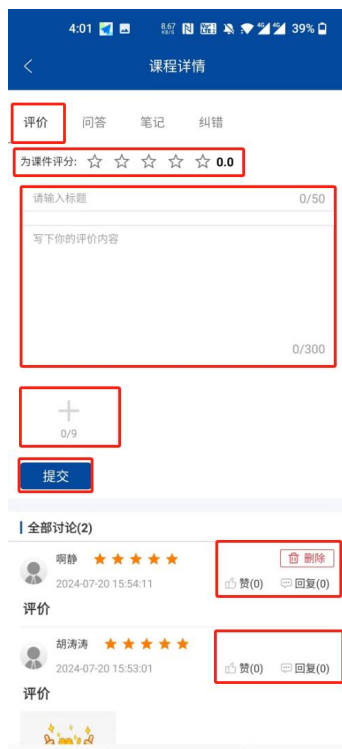 4:01 8.67 KB/S 39%
课程详情
评价 问答 笔记 纠错
为课件评分: 0.0
请输入标题 0/50
写下你的评价内容
0/300
0/9
提交
全部讨论(2)
啊静 删除
2024-07-20 15:54:11 赞(0) 回复(0)
评价
胡涛涛
2024-07-20 15:53:01 赞(0) 回复(0)
评价